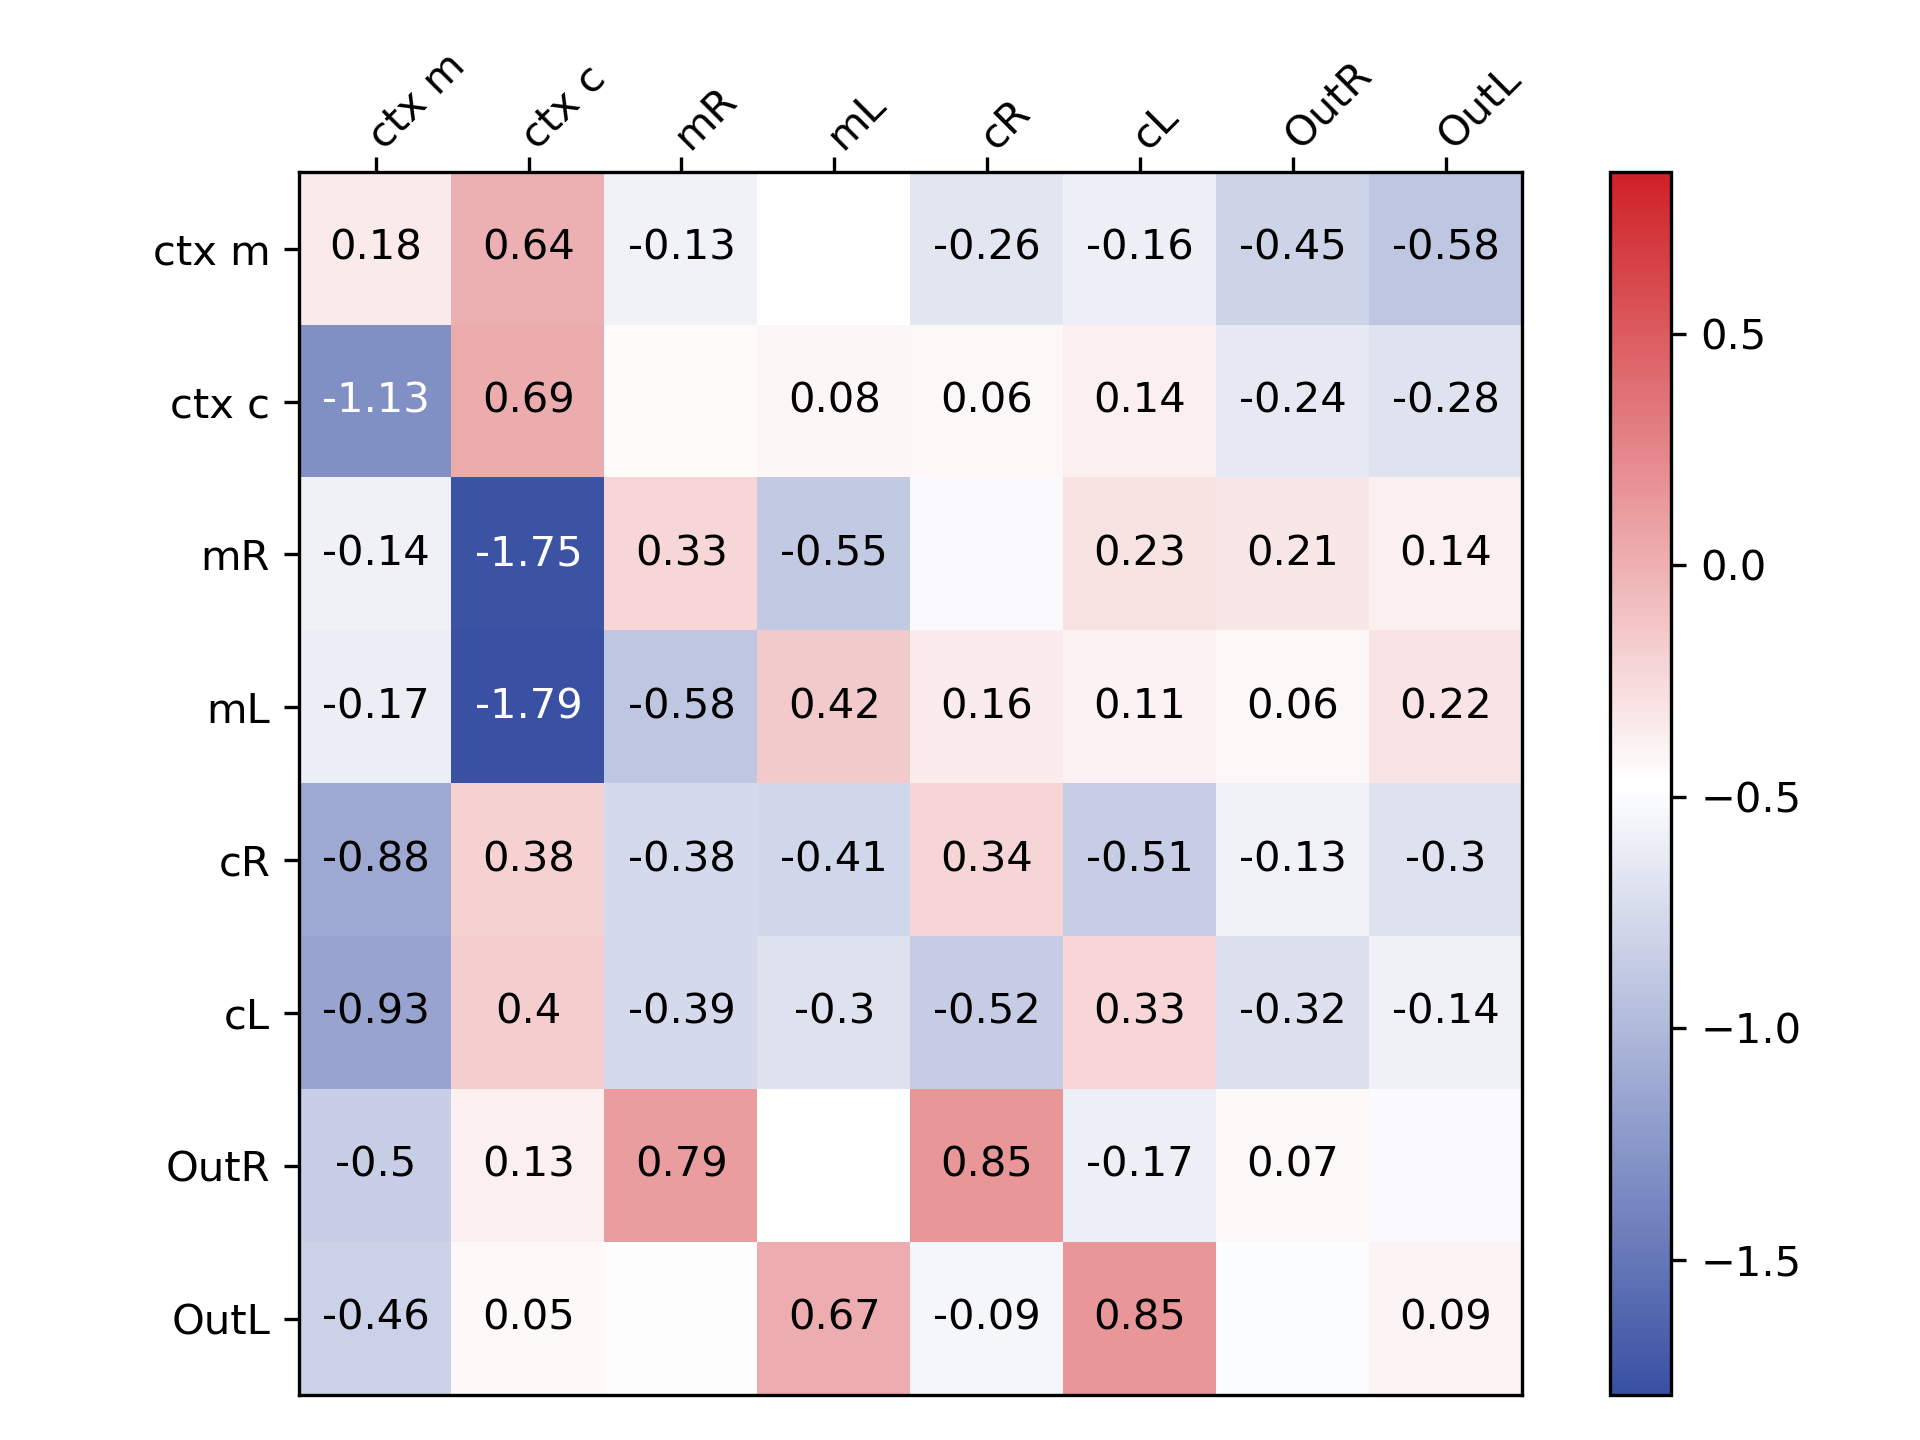 ctx m ctx c mR mL cR cL OutR OutL
ctx m 0.18 0.64 -0.13 -0.26 -0.16 -0.45 -0.58
0.5
ctx c -1.13 0.69 0.08 0.06 0.14 -0.24 -0.28
mR -0.14 -1.75 0.33 -0.55 0.23 0.21 0.14
0.0
mL -0.17 -1.79 -0.58 0.42 0.16 0.11 0.06 0.22
−0.5
cR -0.88 0.38 -0.38 -0.41 0.34 -0.51 -0.13 -0.3
cL -0.93 0.4 -0.39 -0.3 -0.52 0.33 -0.32 -0.14
−1.0
OutR -0.5 0.13 0.79 0.85 -0.17 0.07
−1.5
OutL -0.46 0.05 0.67 -0.09 0.85 0.09